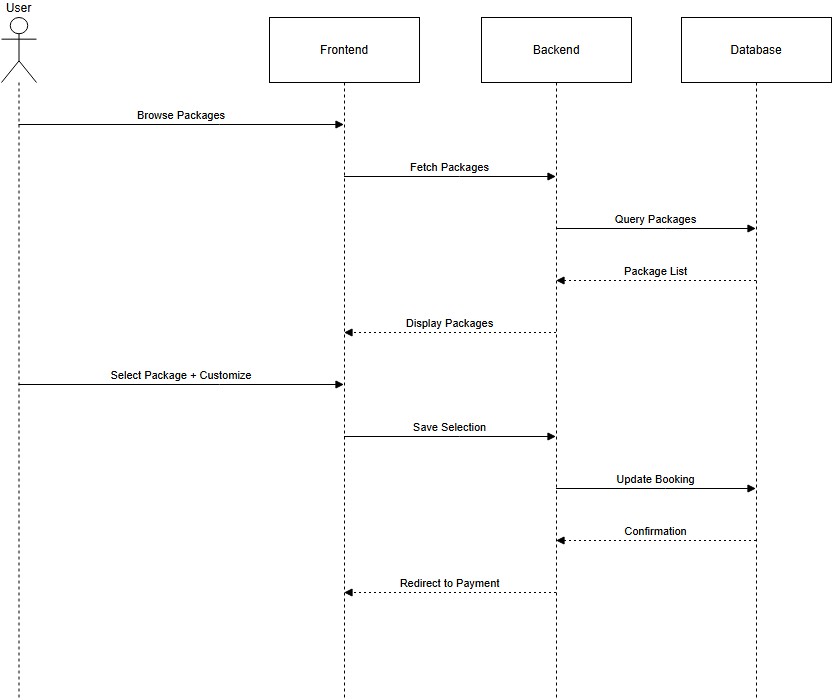 User
Frontend
Backend
Database
Browse Packages
Fetch Packages
Query Packages
Package List
Display Packages
Select Package + Customize
Save Selection
Update Booking
Confirmation
Redirect to Payment